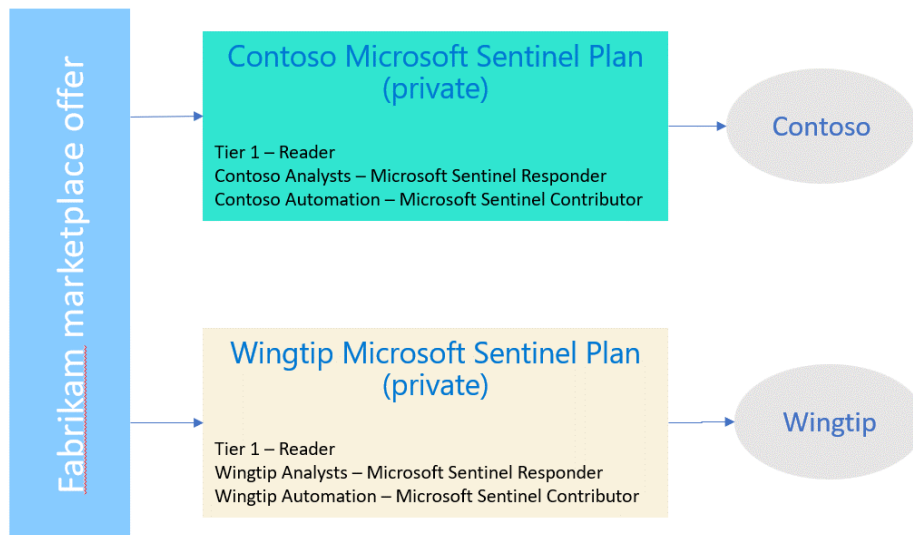 Fabrikam marketplace offer
Contoso Microsoft Sentinel Plan
(private)
Tier 1 – Reader
Contoso Analysts – Microsoft Sentinel Responder
Contoso Automation – Microsoft Sentinel Contributor
Contoso
Wingtip Microsoft Sentinel Plan
(private)
Tier 1 – Reader
Wingtip Analysts – Microsoft Sentinel Responder
Wingtip Automation – Microsoft Sentinel Contributor
Wingtip